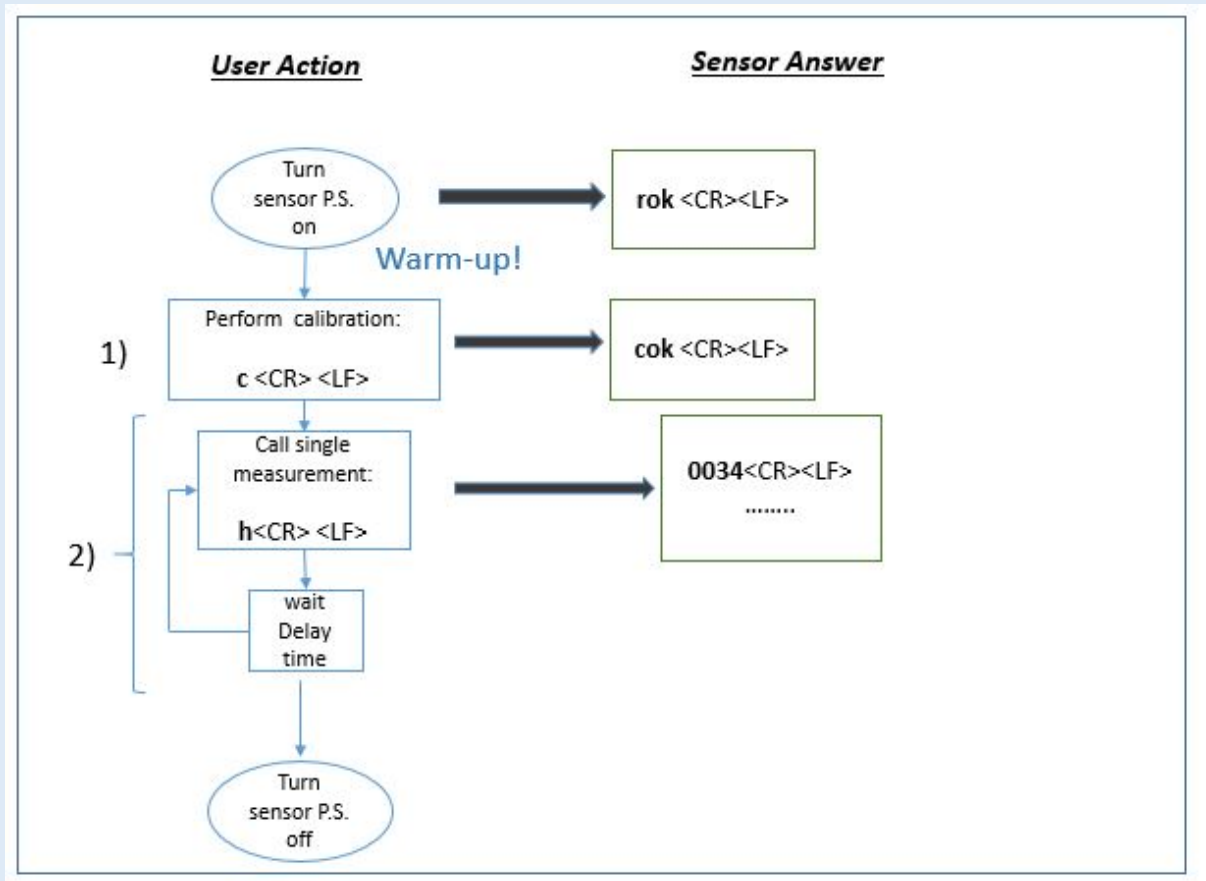 User Action
Sensor Answer
Turn
sensor P.S.
on
rok <CR><LF>
Warm-up!
1)
Perform calibration:
c <CR> <LF>
cok <CR><LF>
2)
Call single
measurement:
h<CR> <LF>
0034<CR><LF>
........
wait
Delay
time
Turn
sensor P.S.
off